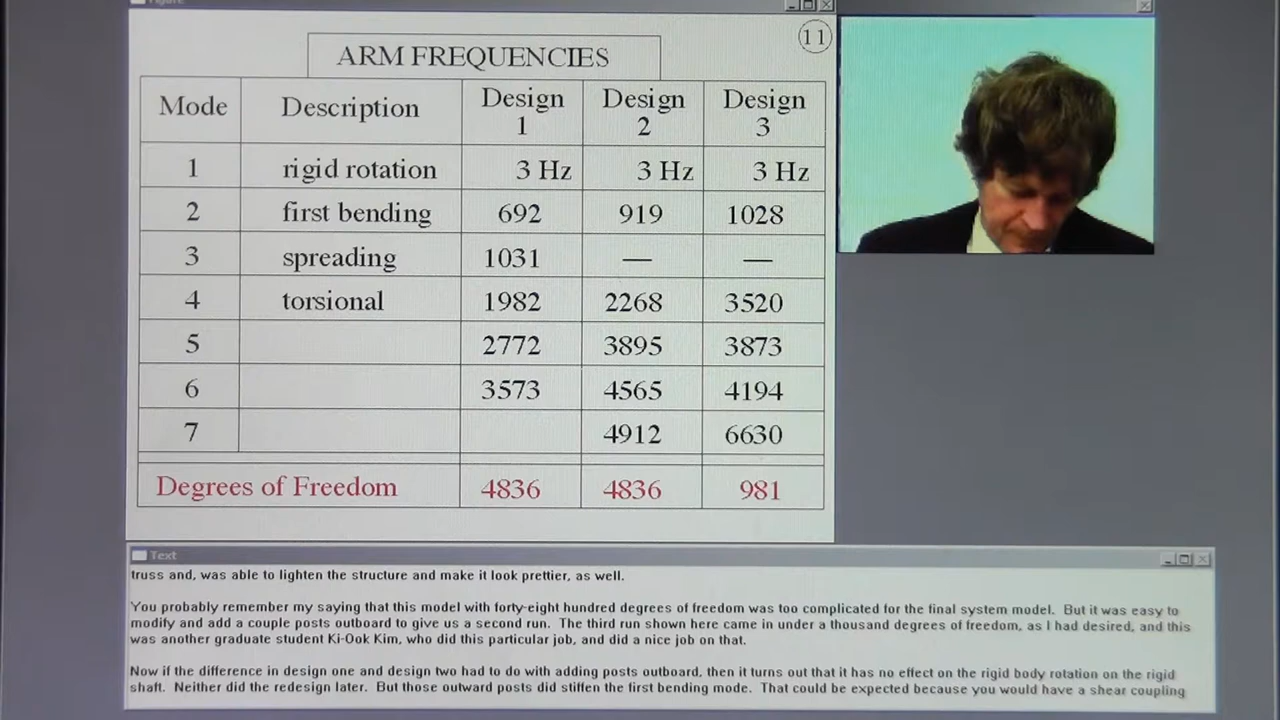 Figure
11
ARM FREQUENCIES
Mode Description Design 1 Design 2 Design 3
1 rigid rotation 3 Hz 3 Hz 3 Hz
2 first bending 692 919 1028
3 spreading 1031 — —
4 torsional 1982 2268 3520
5 2772 3895 3873
6 3573 4565 4194
7 4912 6630
Degrees of Freedom 4836 4836 981
Text
truss and, was able to lighten the structure and make it look prettier, as well.
You probably remember my saying that this model with forty-eight hundred degrees of freedom was too complicated for the final system model. But it was easy to
modify and add a couple posts outboard to give us a second run. The third run shown here came in under a thousand degrees of freedom, as I had desired, and this
was another graduate student Ki-Ook Kim, who did this particular job, and did a nice job on that.
Now if the difference in design one and design two had to do with adding posts outboard, then it turns out that it has no effect on the rigid body rotation on the rigid
shaft. Neither did the redesign later. But those outward posts did stiffen the first bending mode. That could be expected because you would have a shear coupling